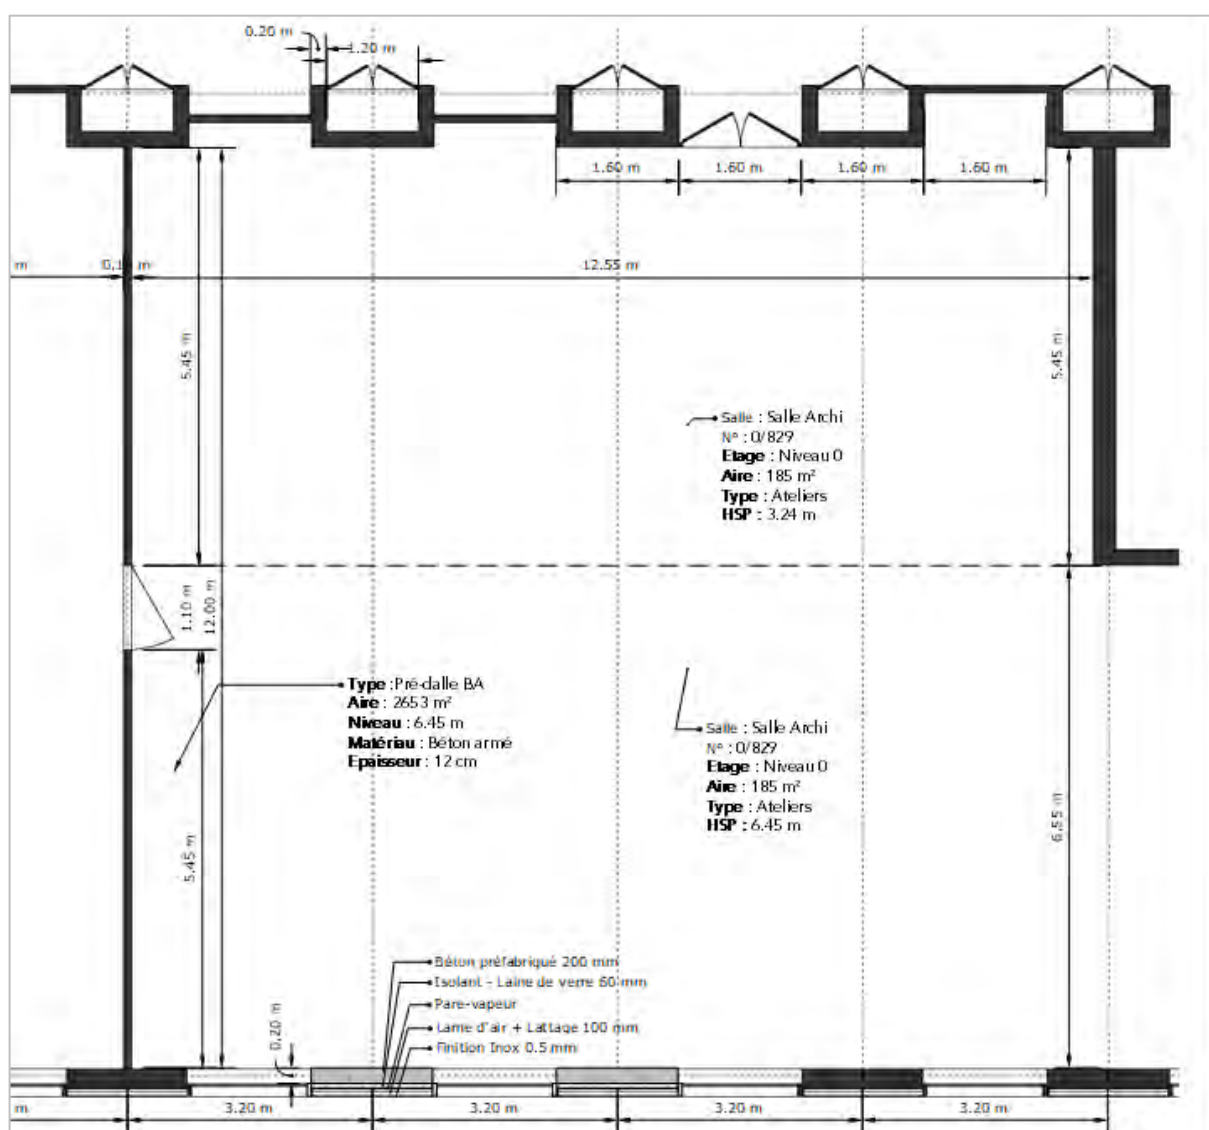 0.20 m
1.20 m
1.60 m
1.60 m
1.60 m
1.60 m
m
12.55 m
5.45 m
5.45 m
Salle : Salle Archi
N° : 0/829
Etage : Niveau 0
Aire : 185 m²
Type : Ateliers
HSP : 3.24 m
1.10 m
12.00 m
Type :Pré-dalle BA
Aire : 2653 m²
Niveau : 6.45 m
Matériau : Béton armé
Epaisseur : 12 cm
Salle : Salle Archi
N° : 0/829
Etage : Niveau 0
Aire : 185 m²
Type : Ateliers
HSP : 6.45 m
5.45 m
6.55 m
Béton préfabriqué 200 mm
Isolant - Laine de verre 60 mm
Pare-vapeur
Lame d'air + Lattage 100 mm
Finition Inox 0.5 mm
0.20 m
m
3.20 m
3.20 m
3.20 m
3.20 m